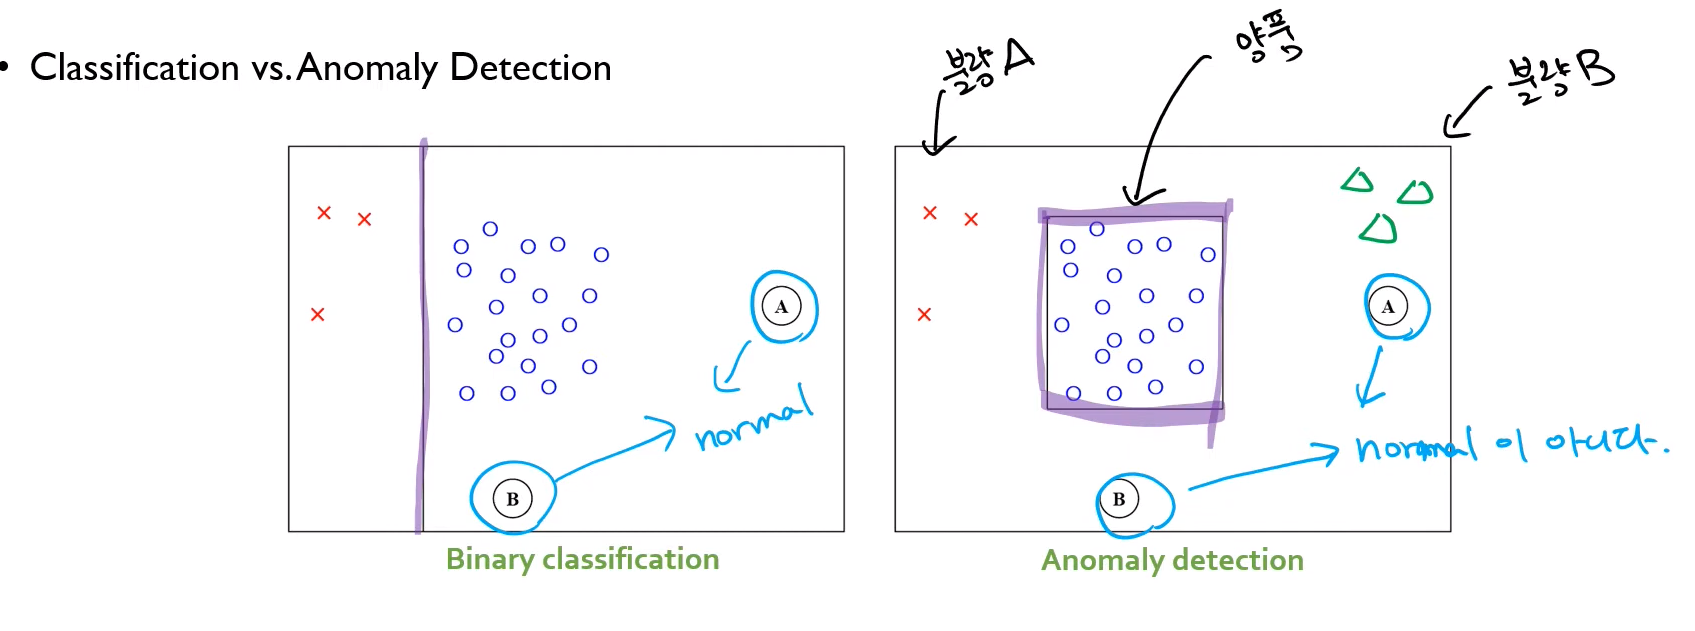 • Classification vs. Anomaly Detection
불량 A
양품
불량 B
A
normal
B
Binary classification
A
normal 이 아니다.
B
Anomaly detection